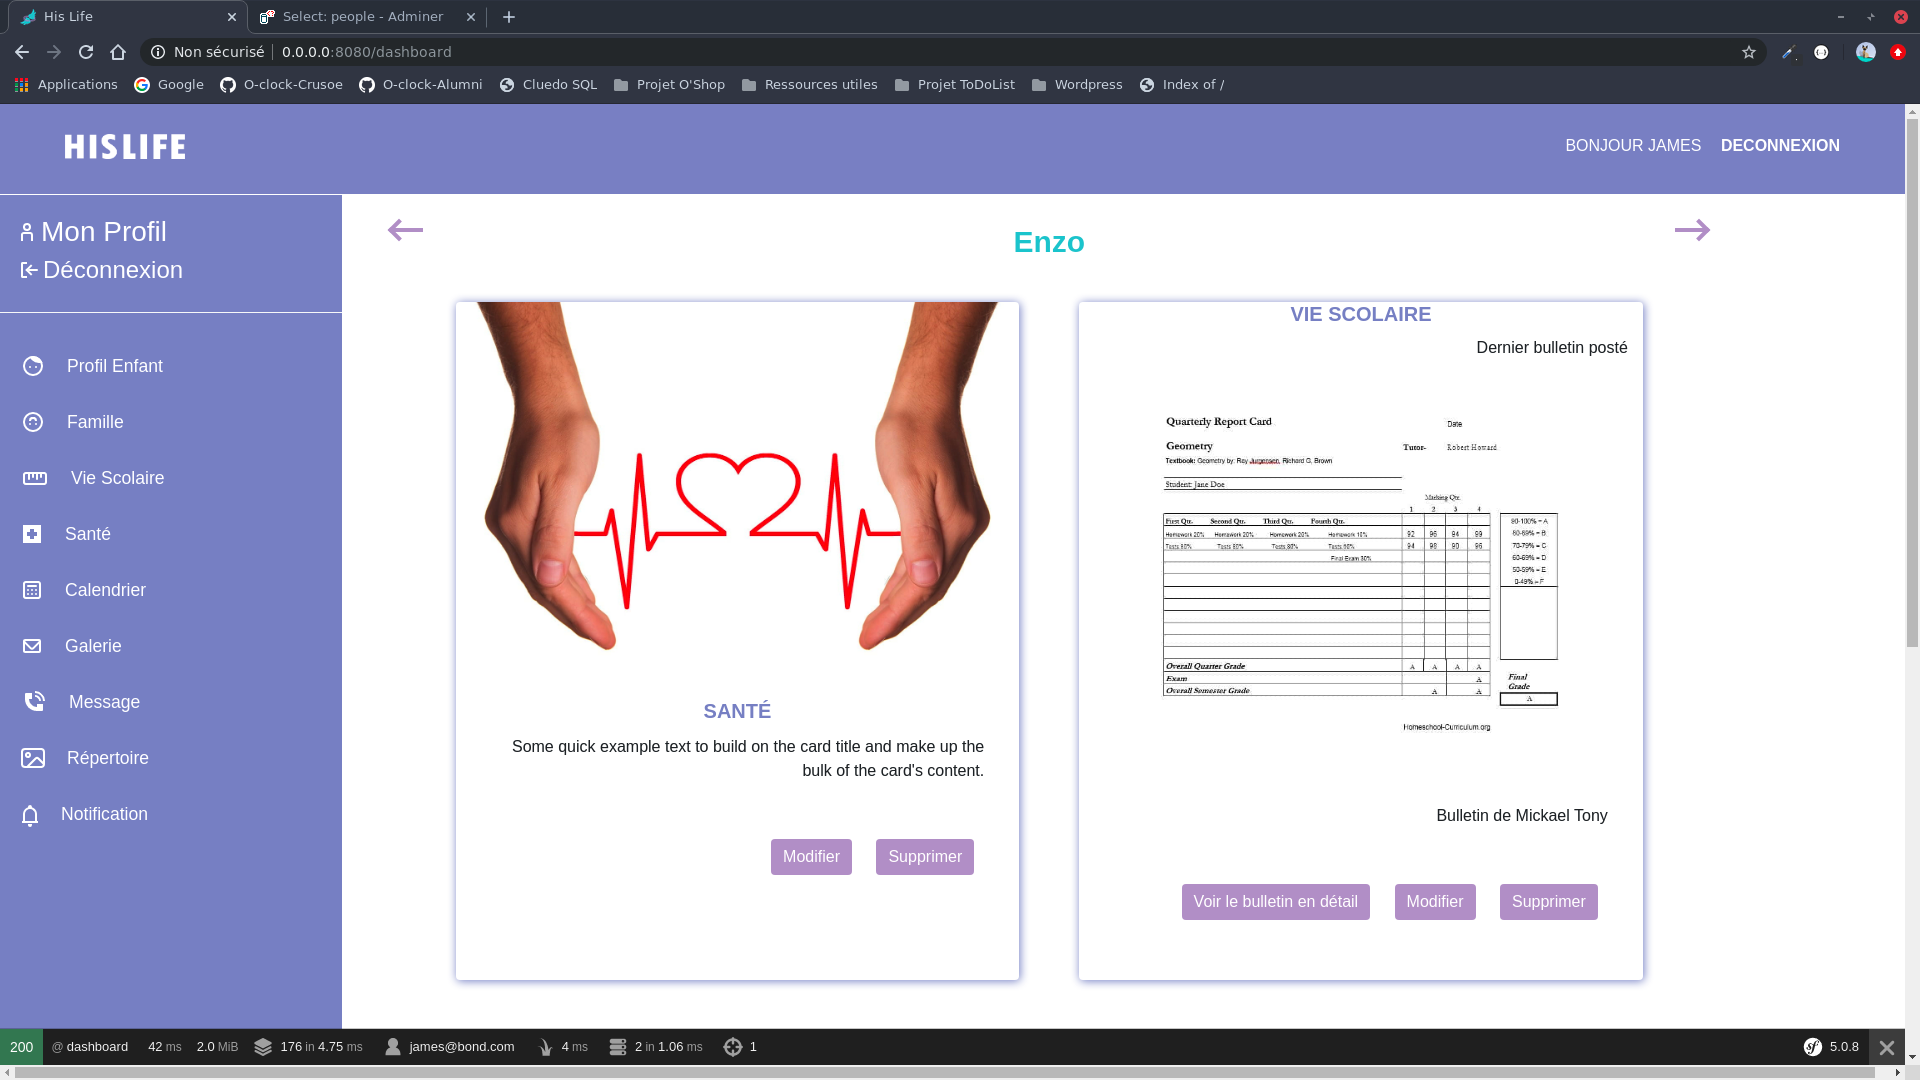 His Life
Select: people - Adminer
Non sécurisé 0.0.0.0:8080/dashboard
Applications Google O-clock-Crusoe O-clock-Alumni Cluedo SQL Projet O'Shop Ressources utiles Projet ToDoList Wordpress Index of /
HISLIFE
BONJOUR JAMES DECONNEXION
Mon Profil
Déconnexion
Profil Enfant
Famille
Vie Scolaire
Santé
Calendrier
Galerie
Message
Répertoire
Notification
Enzo
SANTÉ
Some quick example text to build on the card title and make up the
bulk of the card's content.
Modifier Supprimer
VIE SCOLAIRE
Dernier bulletin posté
Quarterly Report Card
Date
Geometry
Tutor- Robert Howard
Textbook: Geometry by: Ray Jurgensen, Richard G. Brown
Student: Jane Doe
Marking Qtr.
1 2 3 4
First Qtr. Second Qtr. Third Qtr. Fourth Qtr.
Homework 20% Homework 20% Homework 20% Homework 10% 92 96 94 99
Tests 80% Tests 80% Tests 80% Tests 60% 94 98 90 96
Final Exam 30%
90-100% = A
80-89% = B
70-79% = C
60-69% = D
50-59% = E
0-49% = F
Overall Quarter Grade A A A A
Exam A
Overall Semester Grade A A
Final
Grade
A
Homeschool-Curriculum.org
Bulletin de Mickael Tony
Voir le bulletin en détail Modifier Supprimer
200 @ dashboard 42 ms 2.0 MiB 176 in 4.75 ms james@bond.com 4 ms 2 in 1.06 ms 1 sf 5.0.8